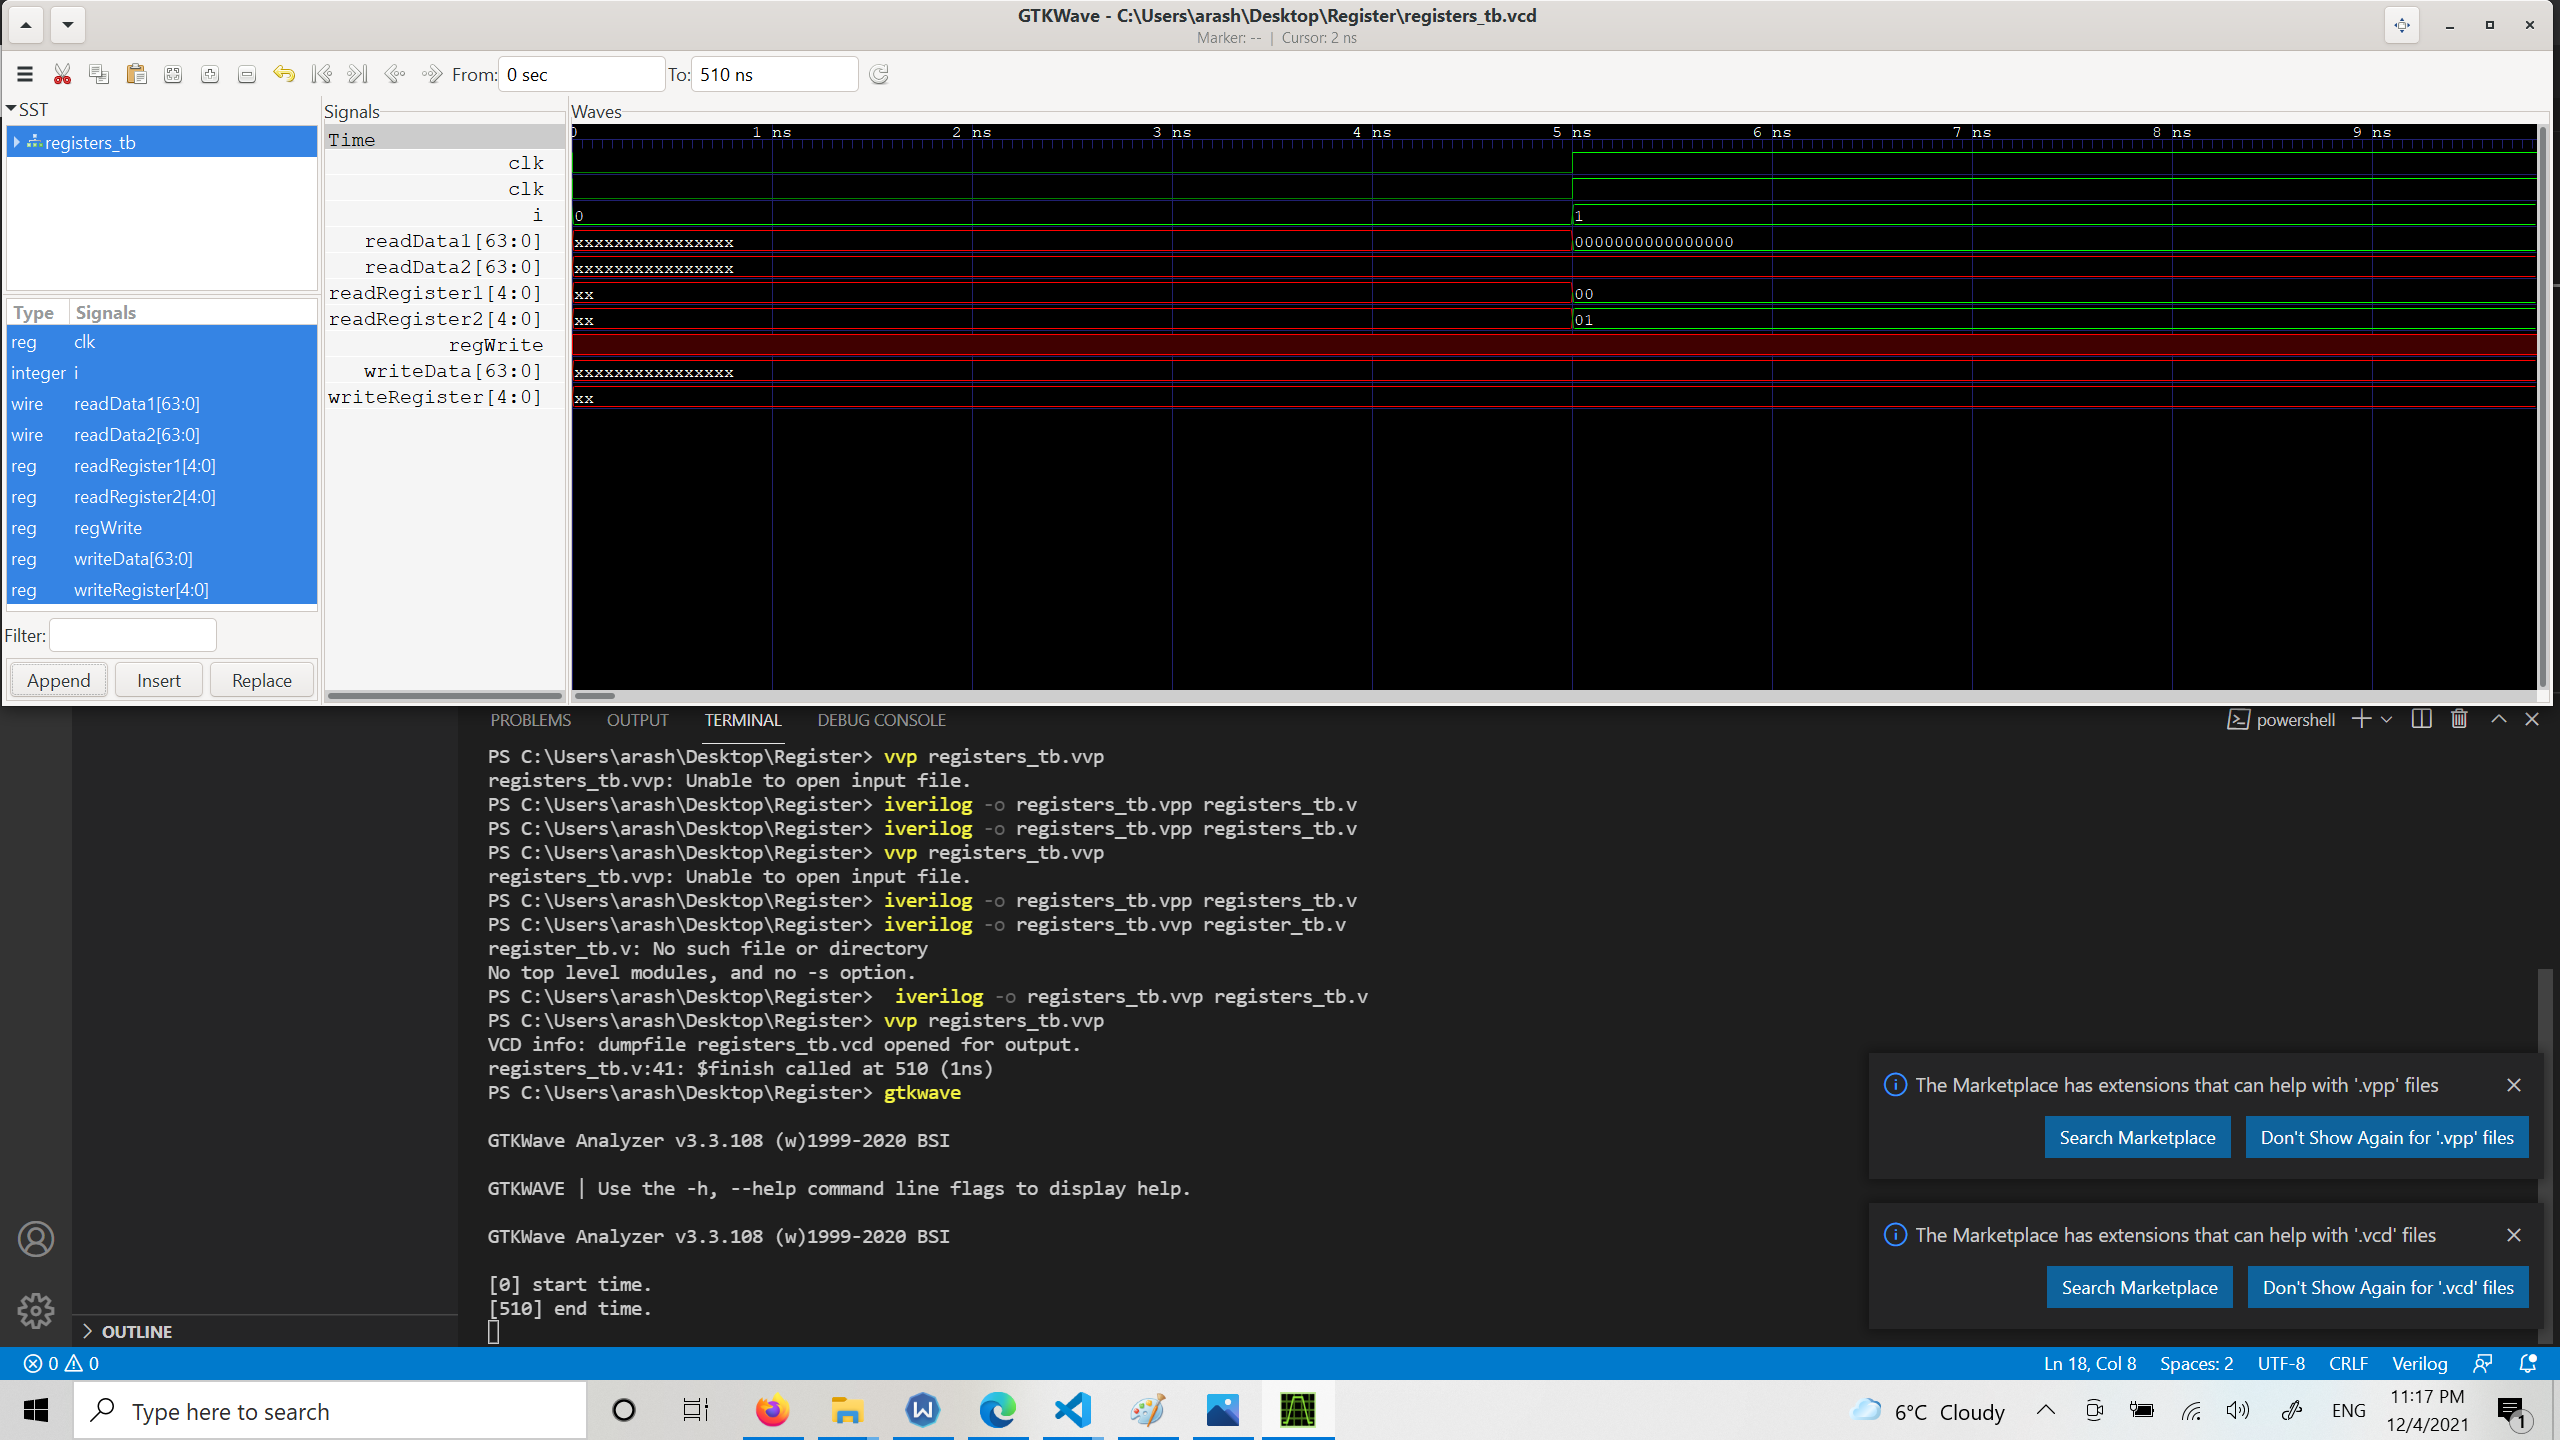 GTKWave - C:\Users\arash\Desktop\Register\registers_tb.vcd
Marker: -- | Cursor: 2 ns
From: 0 sec To: 510 ns
SST
registers_tb
Type Signals
reg clk
integer i
wire readData1[63:0]
wire readData2[63:0]
reg readRegister1[4:0]
reg readRegister2[4:0]
reg regWrite
reg writeData[63:0]
reg writeRegister[4:0]
Filter:
Append Insert Replace
Signals
Time
clk
clk
i
readData1[63:0]
readData2[63:0]
readRegister1[4:0]
readRegister2[4:0]
regWrite
writeData[63:0]
writeRegister[4:0]
Waves
0 1 ns 2 ns 3 ns 4 ns 5 ns 6 ns 7 ns 8 ns 9 ns
0 1
xxxxxxxxxxxxxxxx 0000000000000000
xxxxxxxxxxxxxxxx
xx 00
xx 01
xxxxxxxxxxxxxxxx
xx
PROBLEMS OUTPUT TERMINAL DEBUG CONSOLE
powershell
PS C:\Users\arash\Desktop\Register> vvp registers_tb.vvp
registers_tb.vvp: Unable to open input file.
PS C:\Users\arash\Desktop\Register> iverilog -o registers_tb.vpp registers_tb.v
PS C:\Users\arash\Desktop\Register> iverilog -o registers_tb.vpp registers_tb.v
PS C:\Users\arash\Desktop\Register> vvp registers_tb.vvp
registers_tb.vvp: Unable to open input file.
PS C:\Users\arash\Desktop\Register> iverilog -o registers_tb.vpp registers_tb.v
PS C:\Users\arash\Desktop\Register> iverilog -o registers_tb.vvp register_tb.v
register_tb.v: No such file or directory
No top level modules, and no -s option.
PS C:\Users\arash\Desktop\Register>  iverilog -o registers_tb.vvp registers_tb.v
PS C:\Users\arash\Desktop\Register> vvp registers_tb.vvp
VCD info: dumpfile registers_tb.vcd opened for output.
registers_tb.v:41: $finish called at 510 (1ns)
PS C:\Users\arash\Desktop\Register> gtkwave
GTKWave Analyzer v3.3.108 (w)1999-2020 BSI
GTKWAVE | Use the -h, --help command line flags to display help.
GTKWave Analyzer v3.3.108 (w)1999-2020 BSI
[0] start time.
[510] end time.
The Marketplace has extensions that can help with '.vpp' files
Search Marketplace Don't Show Again for '.vpp' files
The Marketplace has extensions that can help with '.vcd' files
Search Marketplace Don't Show Again for '.vcd' files
OUTLINE
0 0 Ln 18, Col 8 Spaces: 2 UTF-8 CRLF Verilog
Type here to search
6°C Cloudy ENG
11:17 PM
12/4/2021
1